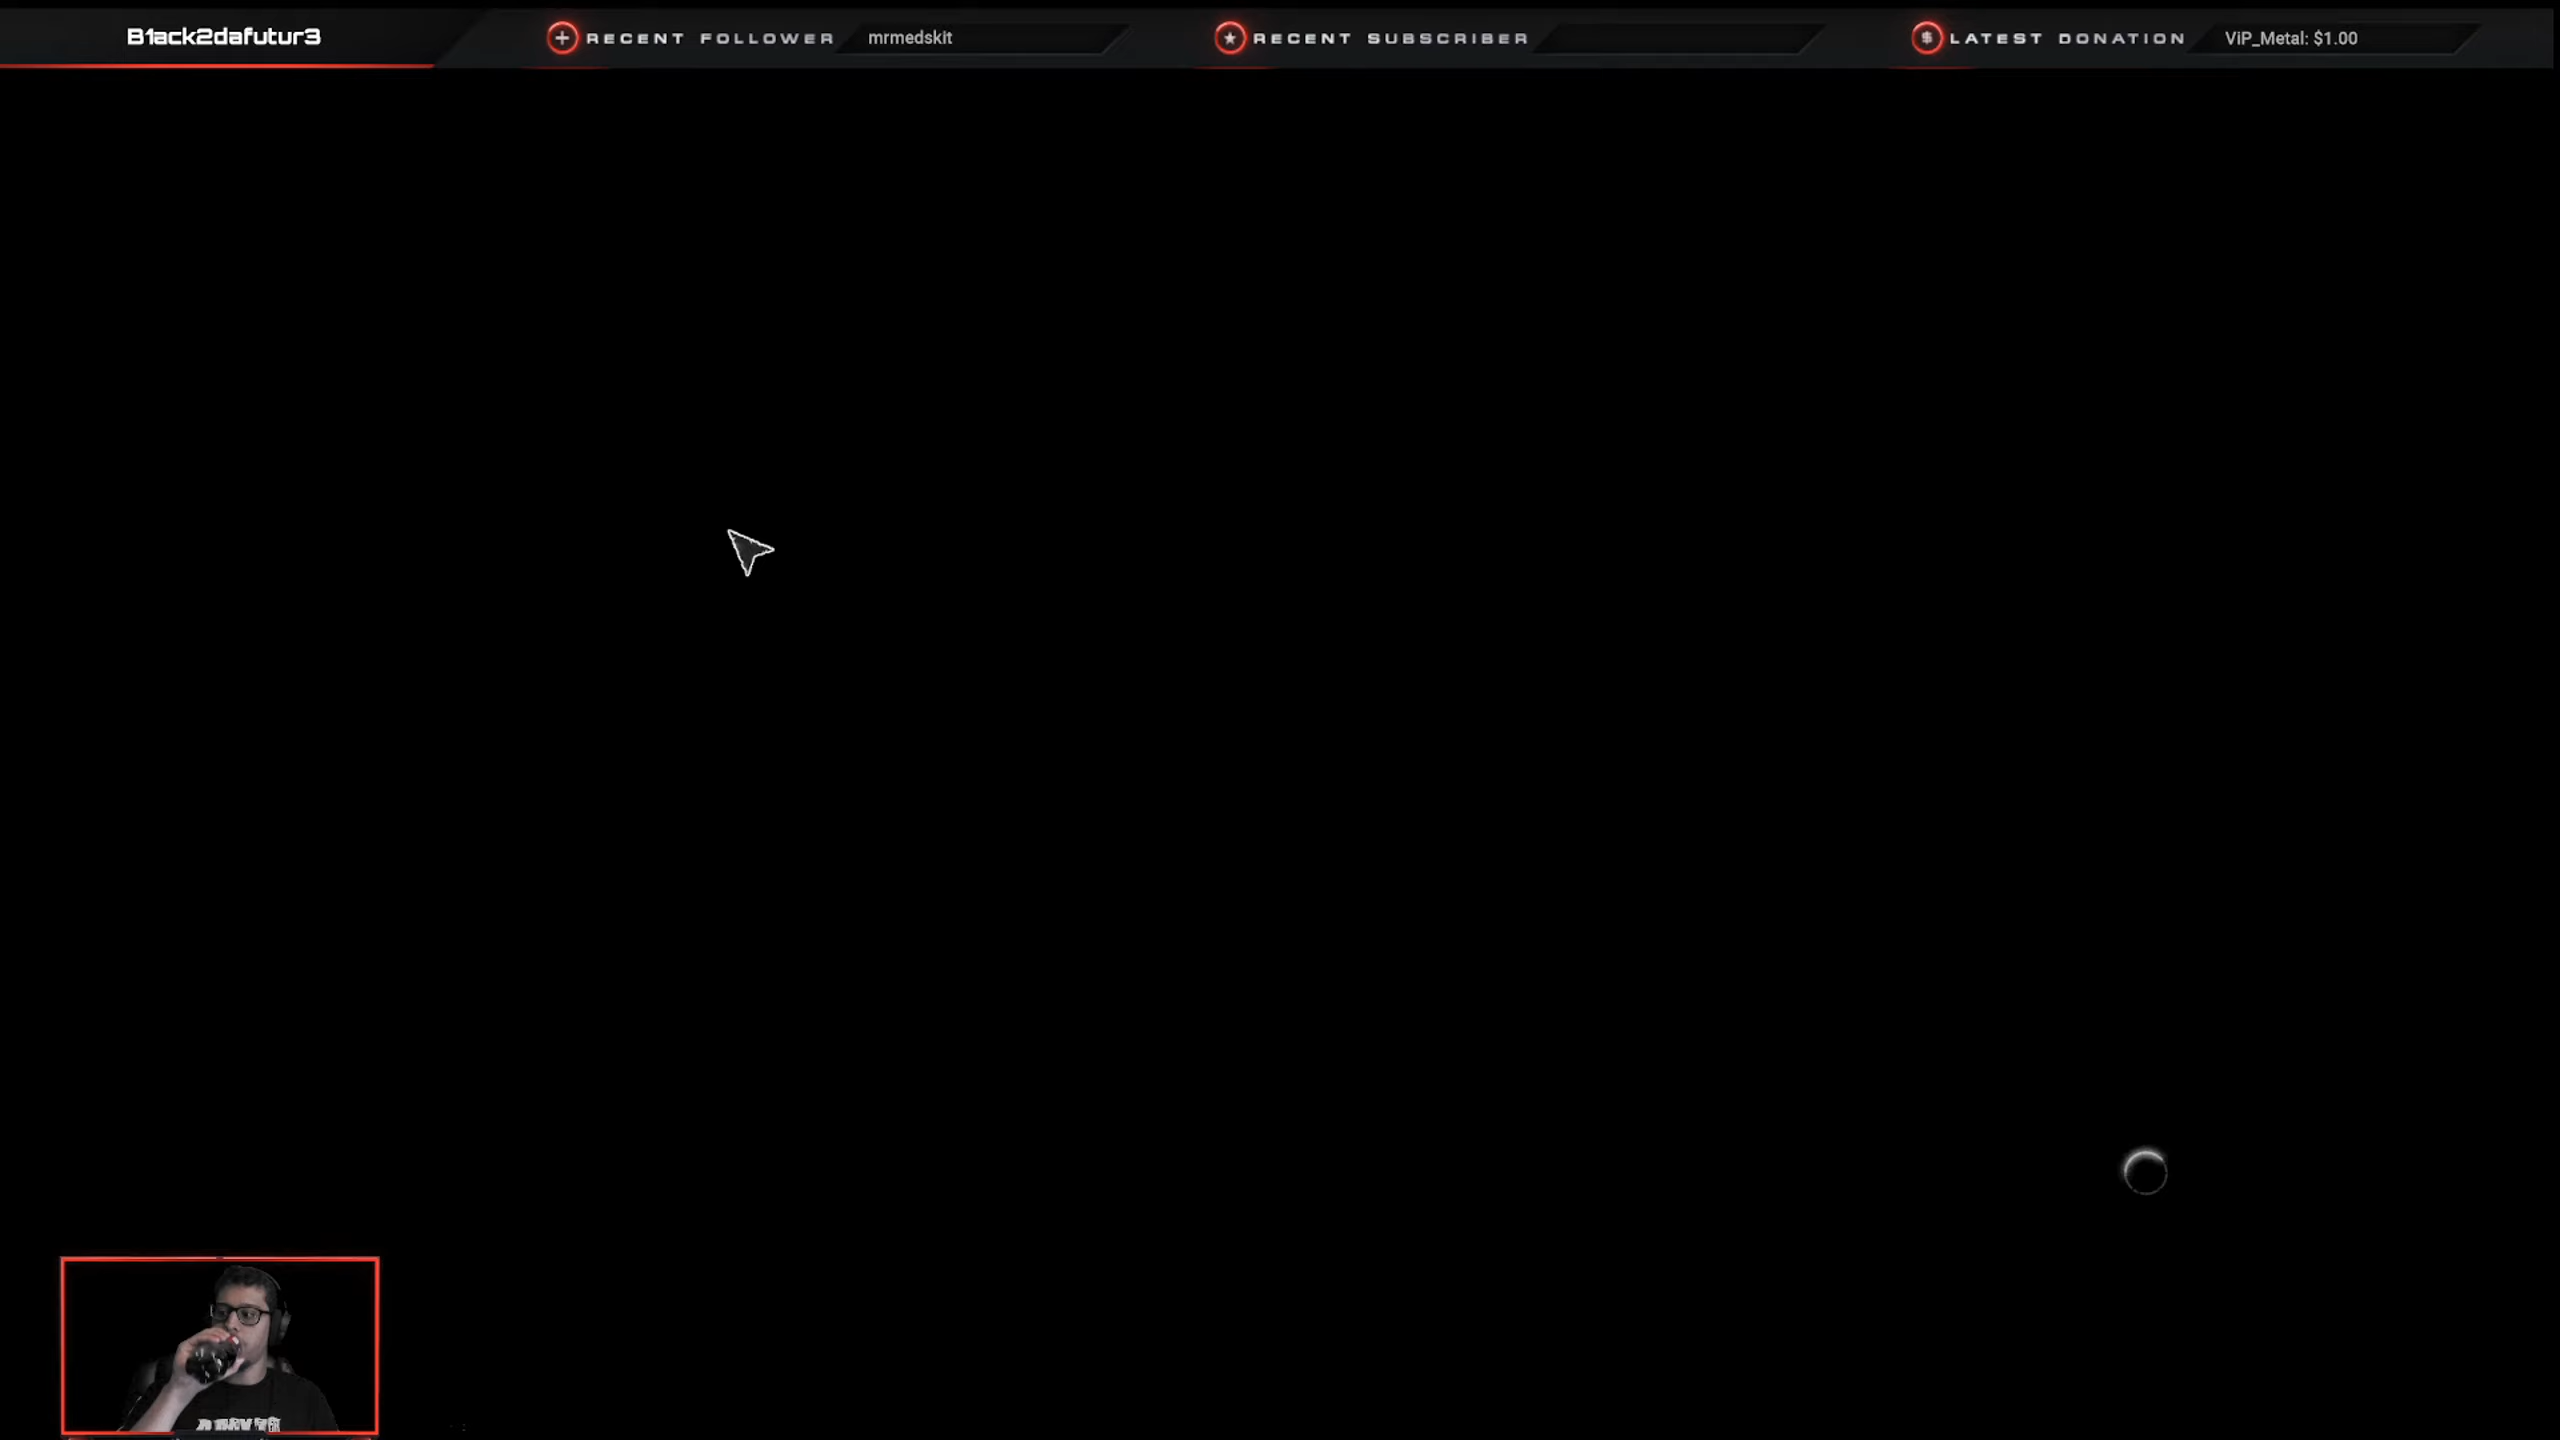 B1ack2dafutur3
RECENT FOLLOWER mrmedskit
RECENT SUBSCRIBER
LATEST DONATION ViP_Metal: $1.00